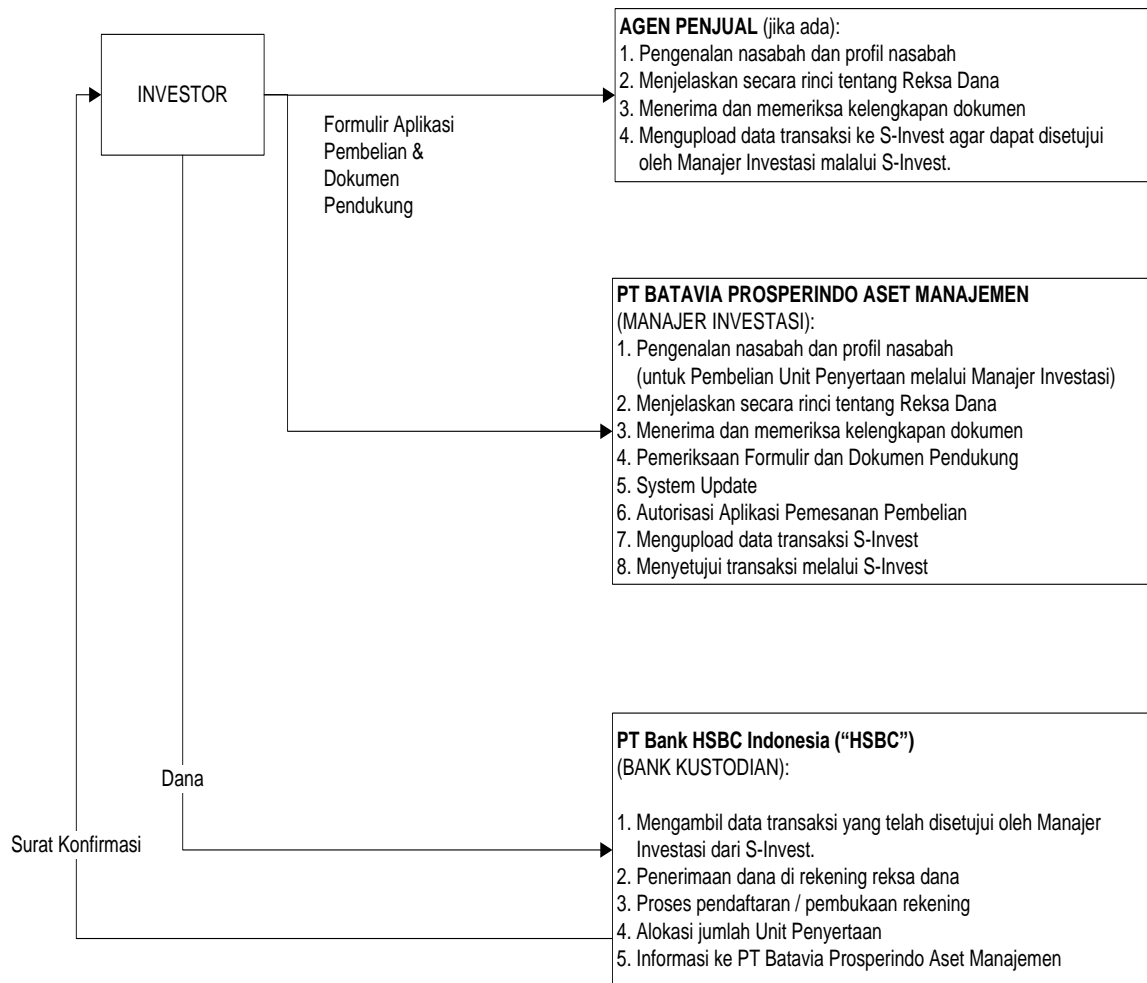 INVESTOR
Formulir Aplikasi
Pembelian &
Dokumen
Pendukung
AGEN PENJUAL (jika ada):
1. Pengenalan nasabah dan profil nasabah
2. Menjelaskan secara rinci tentang Reksa Dana
3. Menerima dan memeriksa kelengkapan dokumen
4. Mengupload data transaksi ke S-Invest agar dapat disetujui
oleh Manajer Investasi malalui S-Invest.
PT BATAVIA PROSPERINDO ASET MANAJEMEN
(MANAJER INVESTASI):
1. Pengenalan nasabah dan profil nasabah
(untuk Pembelian Unit Penyertaan melalui Manajer Investasi)
2. Menjelaskan secara rinci tentang Reksa Dana
3. Menerima dan memeriksa kelengkapan dokumen
4. Pemeriksaan Formulir dan Dokumen Pendukung
5. System Update
6. Autorisasi Aplikasi Pemesanan Pembelian
7. Mengupload data transaksi S-Invest
8. Menyetujui transaksi melalui S-Invest
Dana
Surat Konfirmasi
PT Bank HSBC Indonesia (“HSBC”)
(BANK KUSTODIAN):
1. Mengambil data transaksi yang telah disetujui oleh Manajer
Investasi dari S-Invest.
2. Penerimaan dana di rekening reksa dana
3. Proses pendaftaran / pembukaan rekening
4. Alokasi jumlah Unit Penyertaan
5. Informasi ke PT Batavia Prosperindo Aset Manajemen